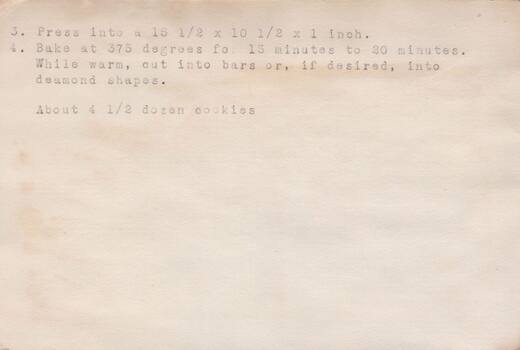 3. Press into a 15 1/2 x 10 1/2 x 1 inch.
4. Bake at 375 degrees for 15 minutes to 20 minutes.
While warm, cut into bars or, if desired, into
deamond shapes.
About 4 1/2 dozen cookies